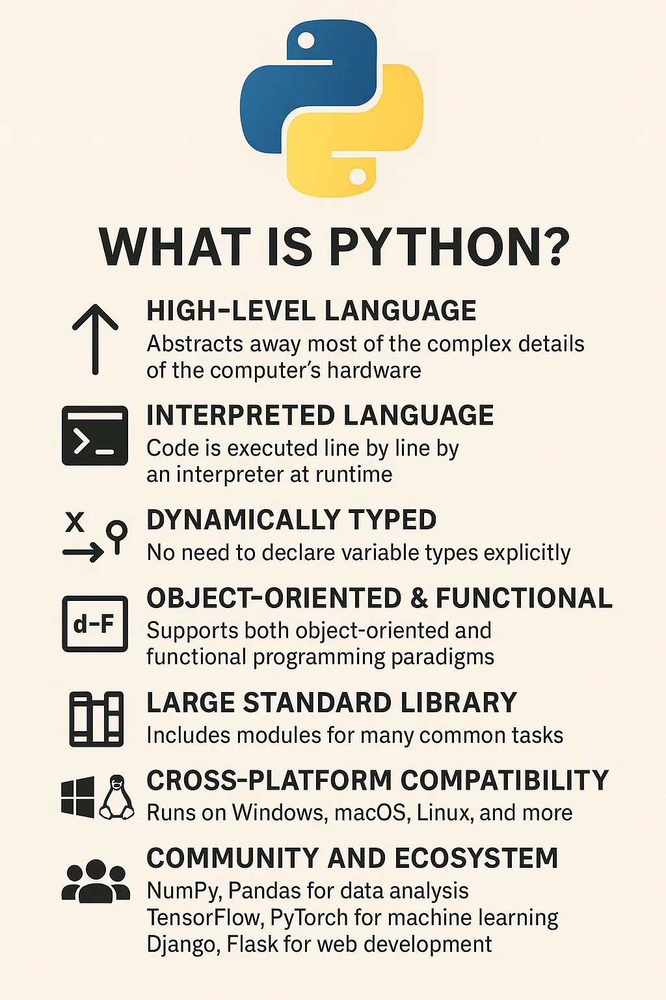 WHAT IS PYTHON?
HIGH-LEVEL LANGUAGE
Abstracts away most of the complex details
of the computer's hardware
INTERPRETED LANGUAGE
Code is executed line by line by
an interpreter at runtime
X
DYNAMICALLY TYPED
No need to declare variable types explicitly
OBJECT-ORIENTED & FUNCTIONAL
d-F
Supports both object-oriented and
functional programming paradigms
LARGE STANDARD LIBRARY
Includes modules for many common tasks
CROSS-PLATFORM COMPATIBILITY
Runs on Windows, macOS, Linux, and more
COMMUNITY AND ECOSYSTEM
NumPy, Pandas for data analysis
TensorFlow, PyTorch for machine learning
Django, Flask for web development